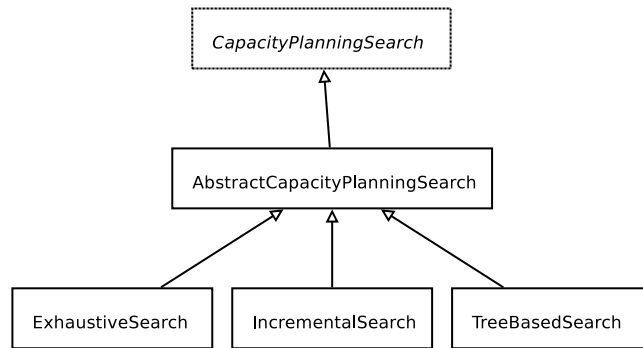 CapacityPlanningSearch
AbstractCapacityPlanningSearch
ExhaustiveSearch
IncrementalSearch
TreeBasedSearch